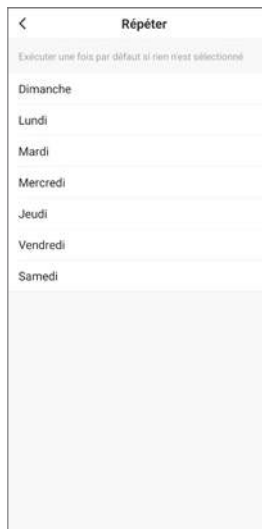 Répéter
Exécuter une fois par défaut si rien n'est sélectionné
Dimanche
Lundi
Mardi
Mercredi
Jeudi
Vendredi
Samedi